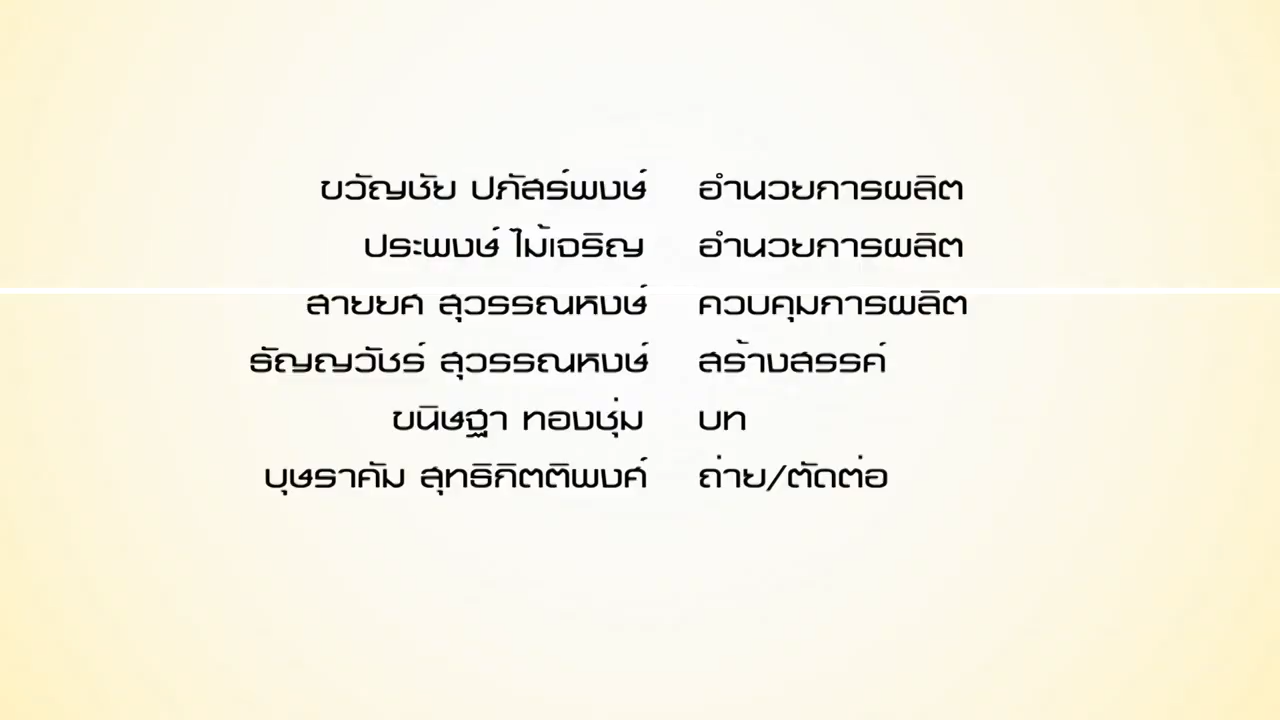 ขวัญชัย ปภัสร์พงษ์ อำนวยการผลิต
ประพงษ์ ไม้เจริญ อำนวยการผลิต
สายยศ สุวรรณหงษ์ ควบคุมการผลิต
ธัญญวัชร์ สุวรรณหงษ์ สร้างสรรค์
ขนิษฐา ทองชุ่ม บท
บุษราคัม สุทธิกิตติพงศ์ ถ่าย/ตัดต่อ